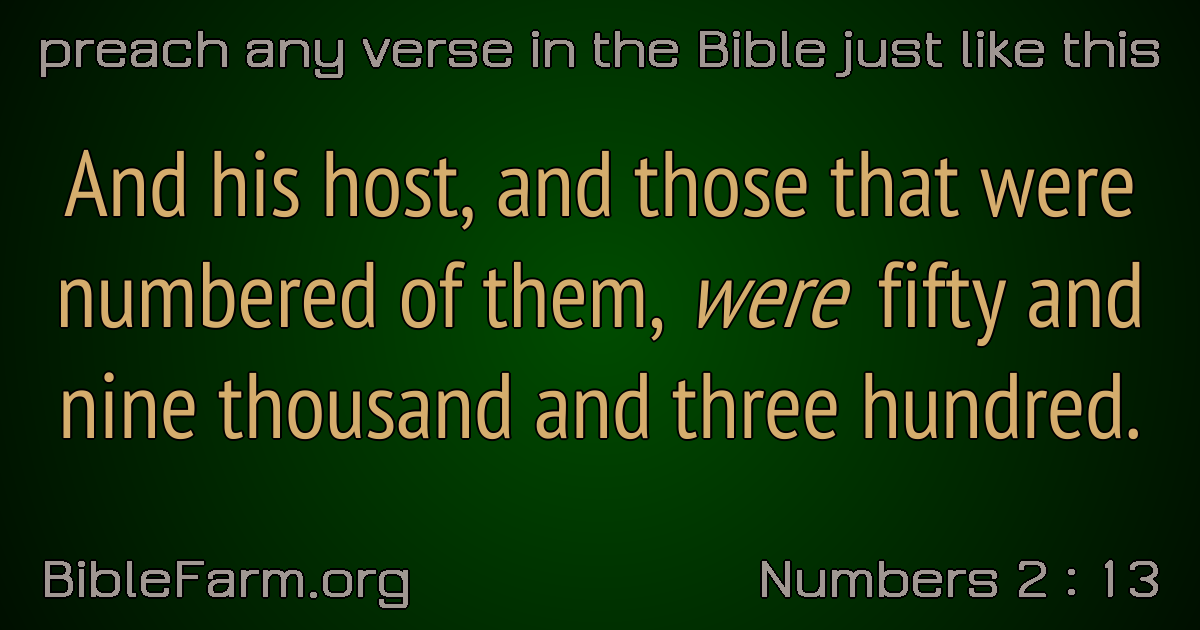 preach any verse in the Bible just like this
And his host, and those that were
numbered of them, were fifty and
nine thousand and three hundred.
BibleFarm.org
Numbers 2 : 13